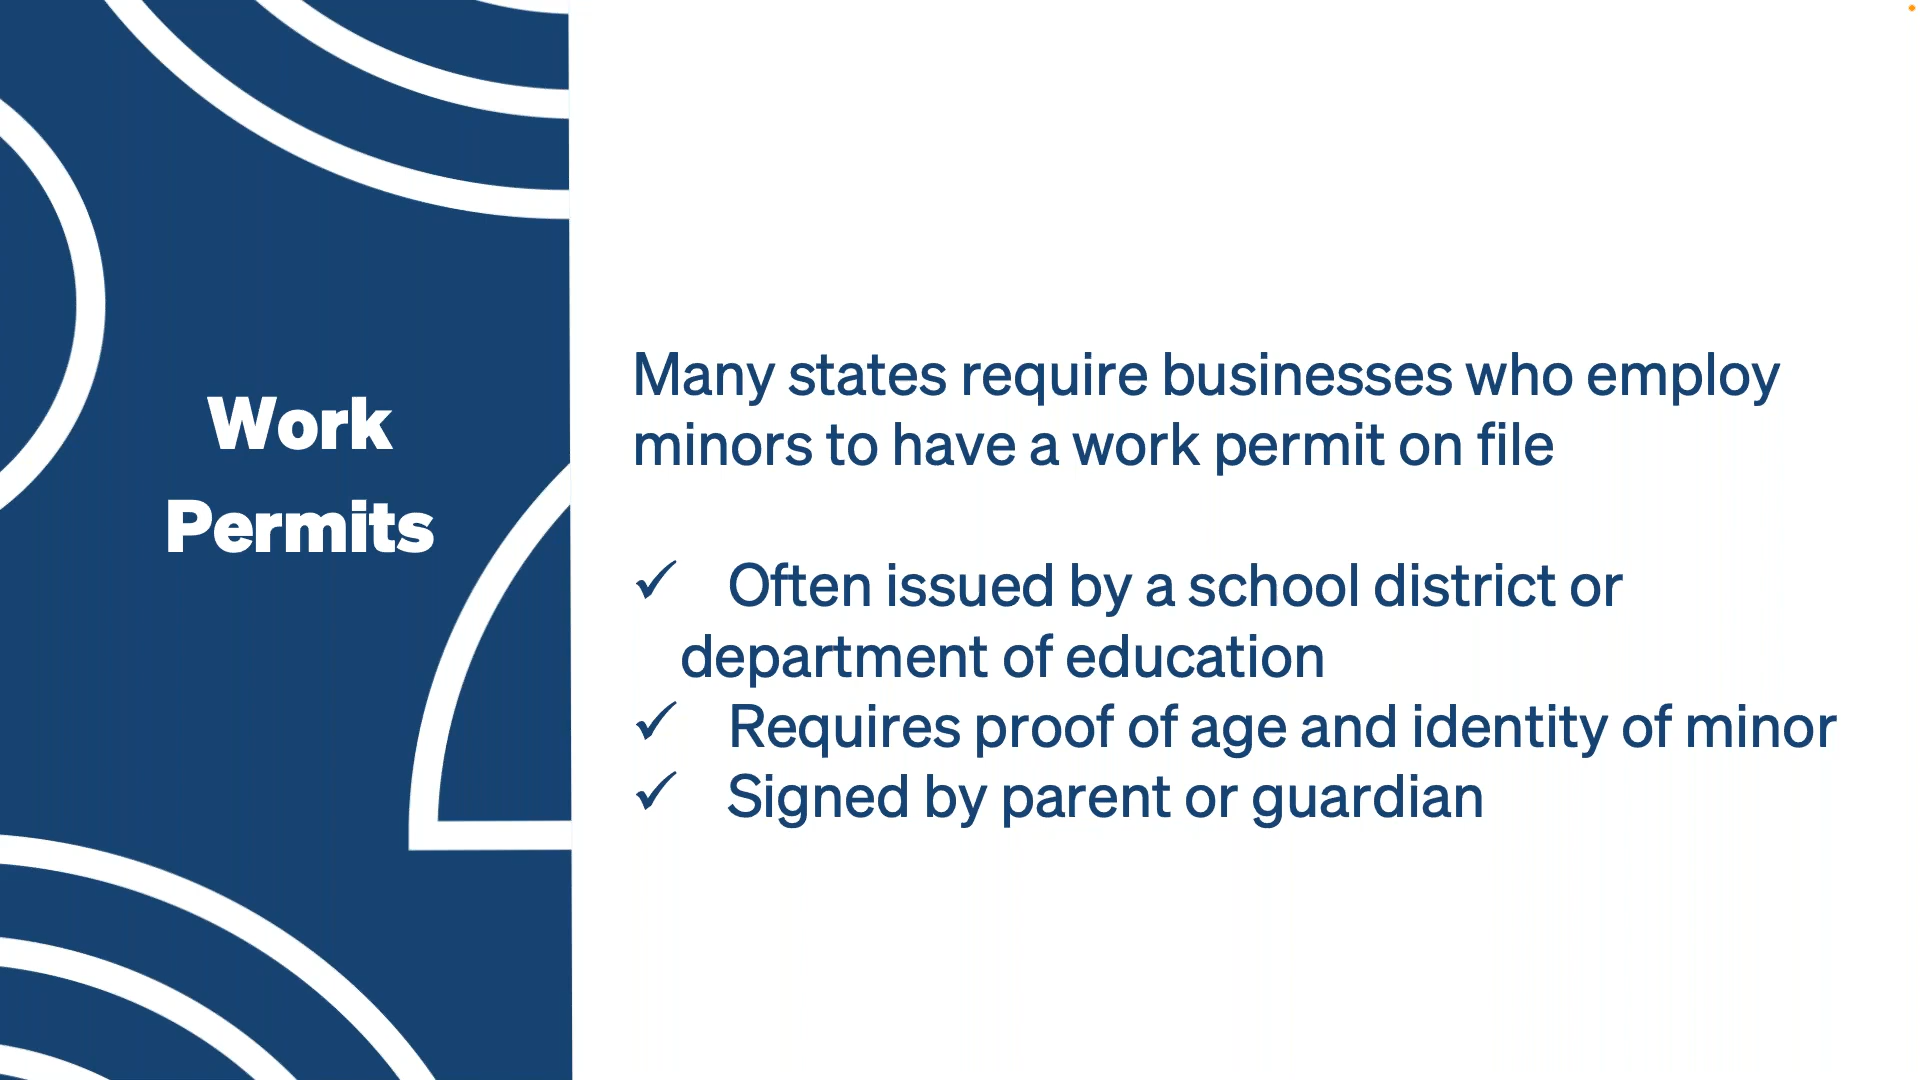 Work
Permits
Many states require businesses who employ
minors to have a work permit on file
✓ Often issued by a school district or
department of education
✓ Requires proof of age and identity of minor
✓ Signed by parent or guardian